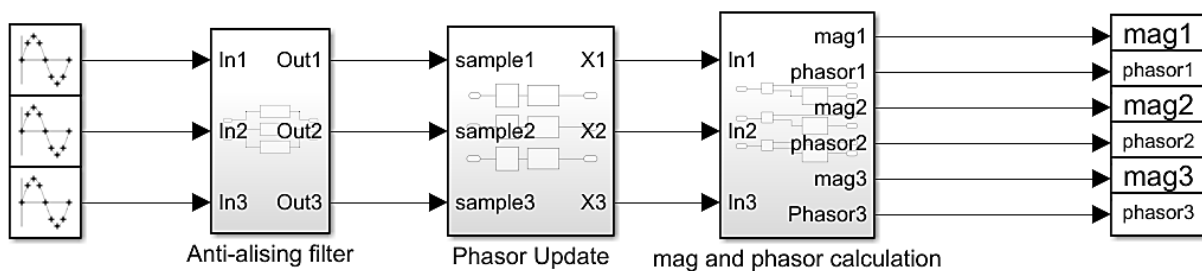 In1
Out1
In2
Out2
In3
Out3
Anti-alising filter
sample1
X1
sample2
X2
sample3
X3
Phasor Update
In1
mag1
phasor1
In2
mag2
phasor2
In3
mag3
Phasor3
mag and phasor calculation
mag1
phasor1
mag2
phasor2
mag3
phasor3